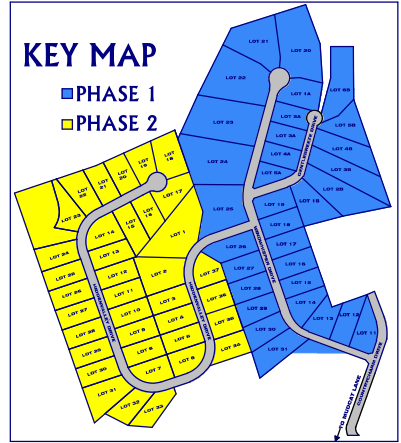 KEY MAP
PHASE 1
PHASE 2
LOT 21
LOT 20
LOT 22
LOT 1A
LOT 6B
LOT 23
LOT 2A
LOT 3A
LOT 5B
LOT 4A
LOT 4B
LOT 24
LOT 5A
LOT 3B
LOT 2B
LOT 25
LOT 19
LOT 1B
LOT 18
LOT 26
LOT 17
LOT 27
LOT 16
LOT 28
LOT 15
LOT 29
LOT 14
LOT 30
LOT 13
LOT 12
LOT 11
LOT 31
LOT 18
LOT 19
LOT 20
LOT 21
LOT 22
LOT 17
LOT 16
LOT 15
LOT 23
LOT 14
LOT 1
LOT 24
LOT 13
LOT 25
LOT 12
LOT 2
LOT 37
LOT 26
LOT 11
LOT 3
LOT 38
LOT 27
LOT 10
LOT 28
LOT 9
LOT 5
LOT 29
LOT 8
LOT 6
LOT 30
LOT 7
LOT 31
LOT 32
LOT 33
LOT 34
TO MUDCAT LANE